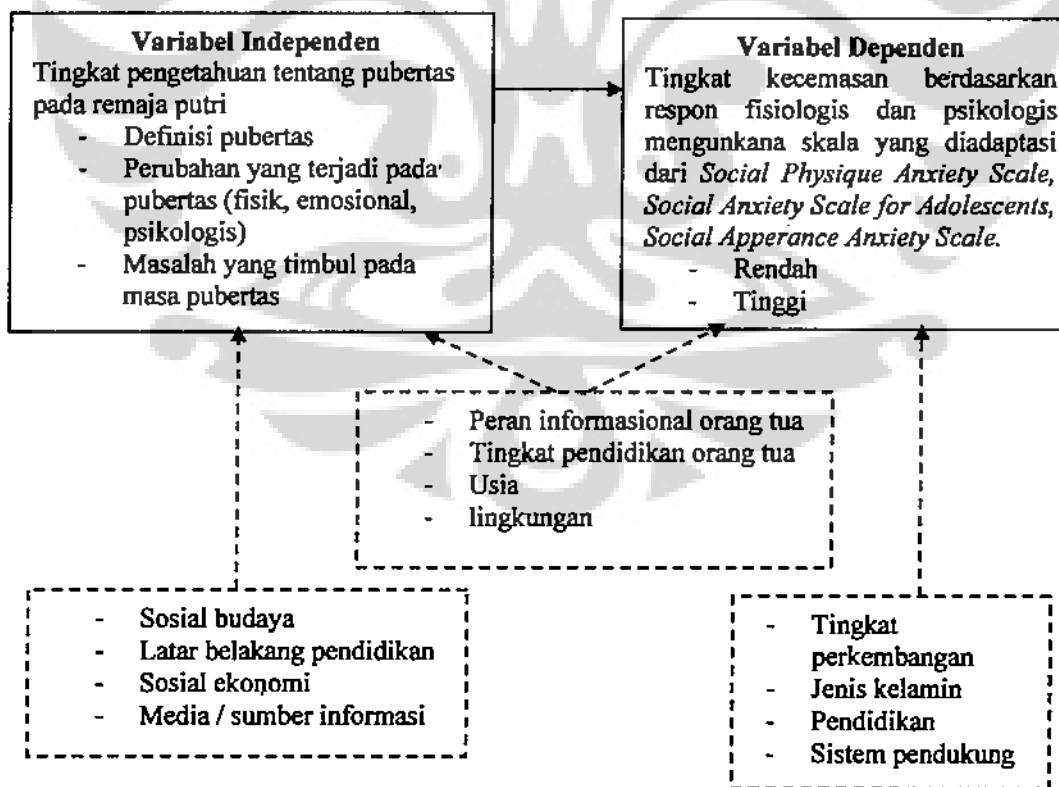 Variabel Independen
Tingkat pengetahuan tentang pubertas
pada remaja putri
- Definisi pubertas
- Perubahan yang terjadi pada
pubertas (fisik, emosional,
psikologis)
- Masalah yang timbul pada
masa pubertas
Variabel Dependen
Tingkat kecemasan berdasarkan
respon fisiologis dan psikologis
mengunkana skala yang diadaptasi
dari Social Physique Anxiety Scale,
Social Anxiety Scale for Adolescents,
Social Apperance Anxiety Scale.
- Rendah
- Tinggi
- Peran informasional orang tua
- Tingkat pendidikan orang tua
- Usia
- lingkungan
- Sosial budaya
- Latar belakang pendidikan
- Sosial ekonomi
- Media / sumber informasi
- Tingkat
perkembangan
- Jenis kelamin
- Pendidikan
- Sistem pendukung